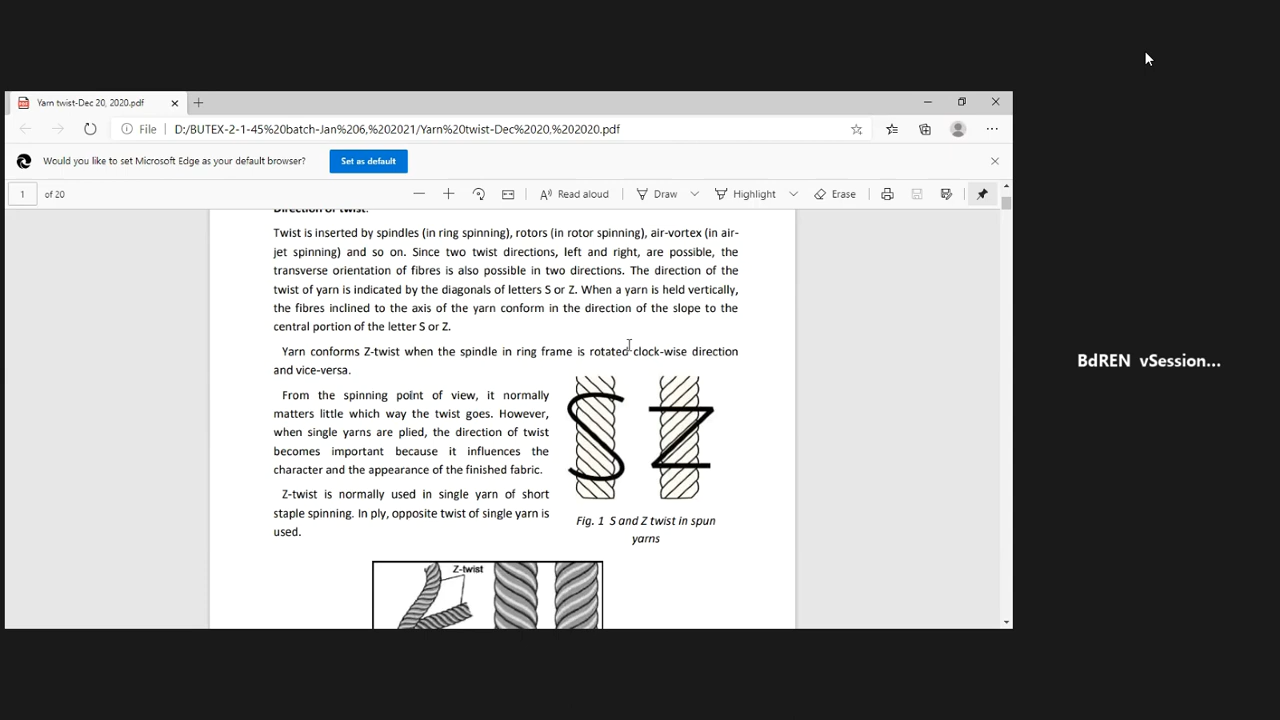 Yarn twist-Dec 20, 2020.pdf
File
D:/BUTEX-2-1-45%20batch-Jan%206,%202021/Yarn%20twist-Dec%2020,%202020.pdf
Would you like to set Microsoft Edge as your default browser?
Set as default
1 of 20
Read aloud
Draw
Highlight
Erase
Direction of twist:
Twist is inserted by spindles (in ring spinning), rotors (in rotor spinning), air-vortex (in air-
jet spinning) and so on. Since two twist directions, left and right, are possible, the
transverse orientation of fibres is also possible in two directions. The direction of the
twist of yarn is indicated by the diagonals of letters S or Z. When a yarn is held vertically,
the fibres inclined to the axis of the yarn conform in the direction of the slope to the
central portion of the letter S or Z.
Yarn conforms Z-twist when the spindle in ring frame is rotated clock-wise direction
and vice-versa.
From the spinning point of view, it normally
matters little which way the twist goes. However,
when single yarns are plied, the direction of twist
becomes important because it influences the
character and the appearance of the finished fabric.
Z-twist is normally used in single yarn of short
staple spinning. In ply, opposite twist of single yarn is
used.
S Z
Fig. 1 S and Z twist in spun
yarns
Z-twist
BdREN vSession...